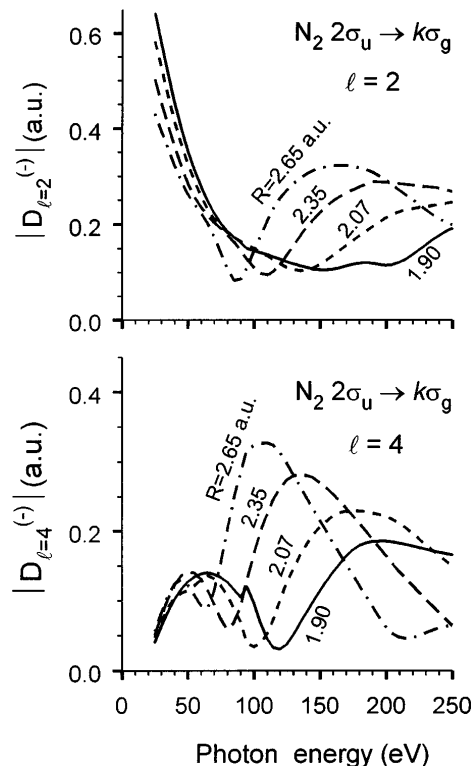 N₂ 2σᵤ → kσg
ℓ = 2
|D_{ℓ=2}^{(-)}| (a.u.)
0.6
0.4
0.2
0.0
R=2.65 a.u.
2.35
2.07
1.90
N₂ 2σᵤ → kσg
ℓ = 4
|D_{ℓ=4}^{(-)}| (a.u.)
0.4
0.2
0.0
R=2.65 a.u.
2.35
2.07
1.90
0 50 100 150 200 250
Photon energy (eV)